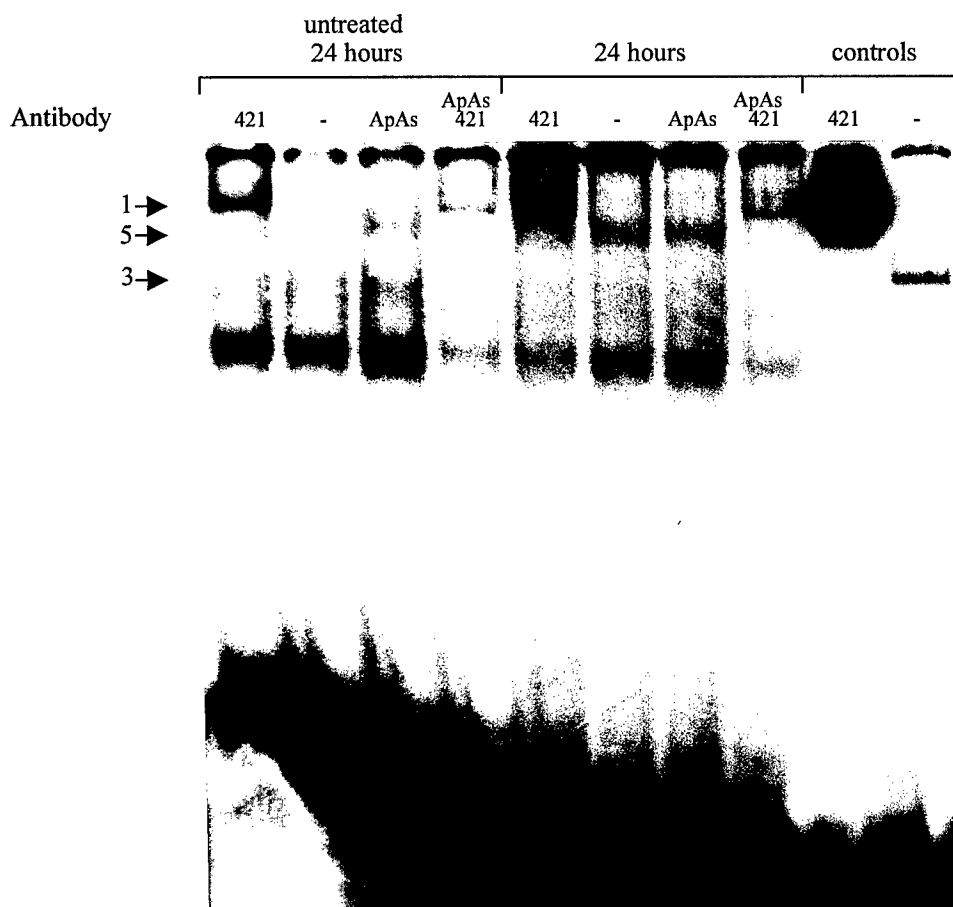 untreated
24 hours 24 hours controls
ApAs ApAs
Antibody 421 - ApAs 421 421 - ApAs 421 421 -
1
5
3